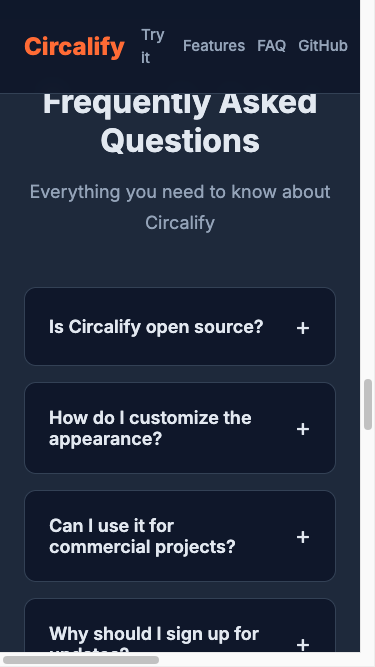 Circalify
Try
it
Features
FAQ
GitHub
Frequently Asked
Questions
Everything you need to know about
Circalify
Is Circalify open source?
+
How do I customize the
appearance?
+
Can I use it for
commercial projects?
+
Why should I sign up for
updates?
+